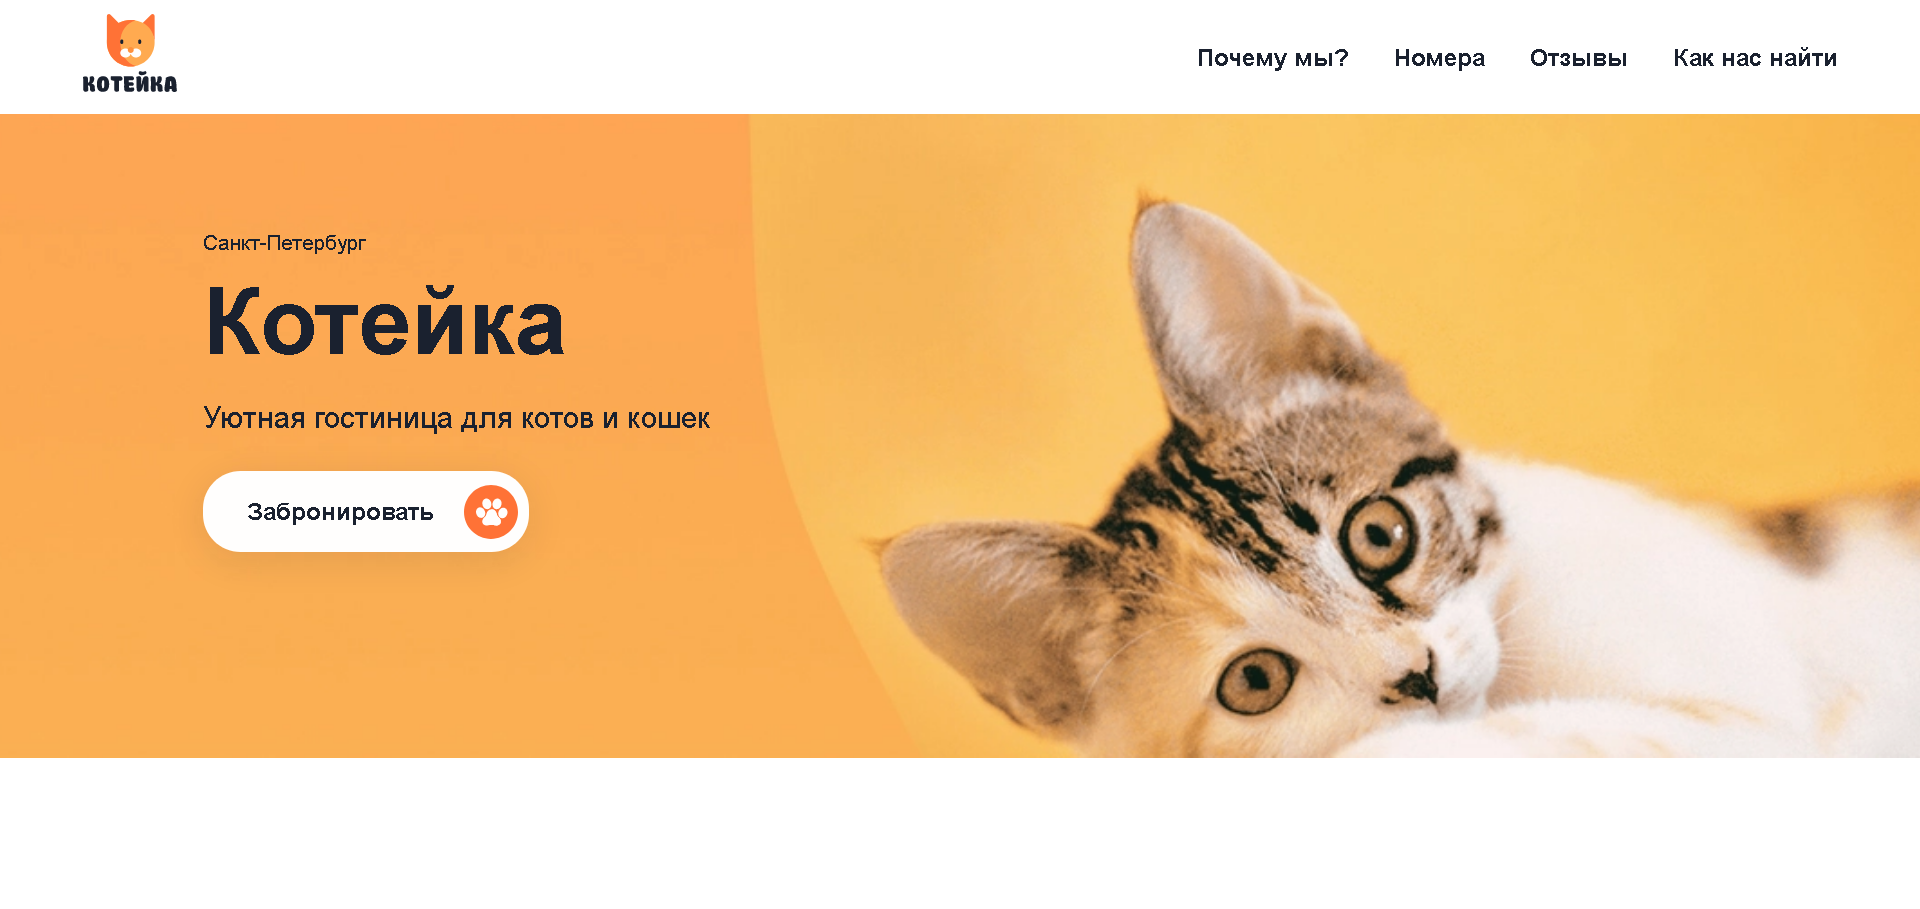 КОТЕЙКА
Почему мы? Номера Отзывы Как нас найти
Санкт-Петербург
Котейка
Уютная гостиница для котов и кошек
Забронировать